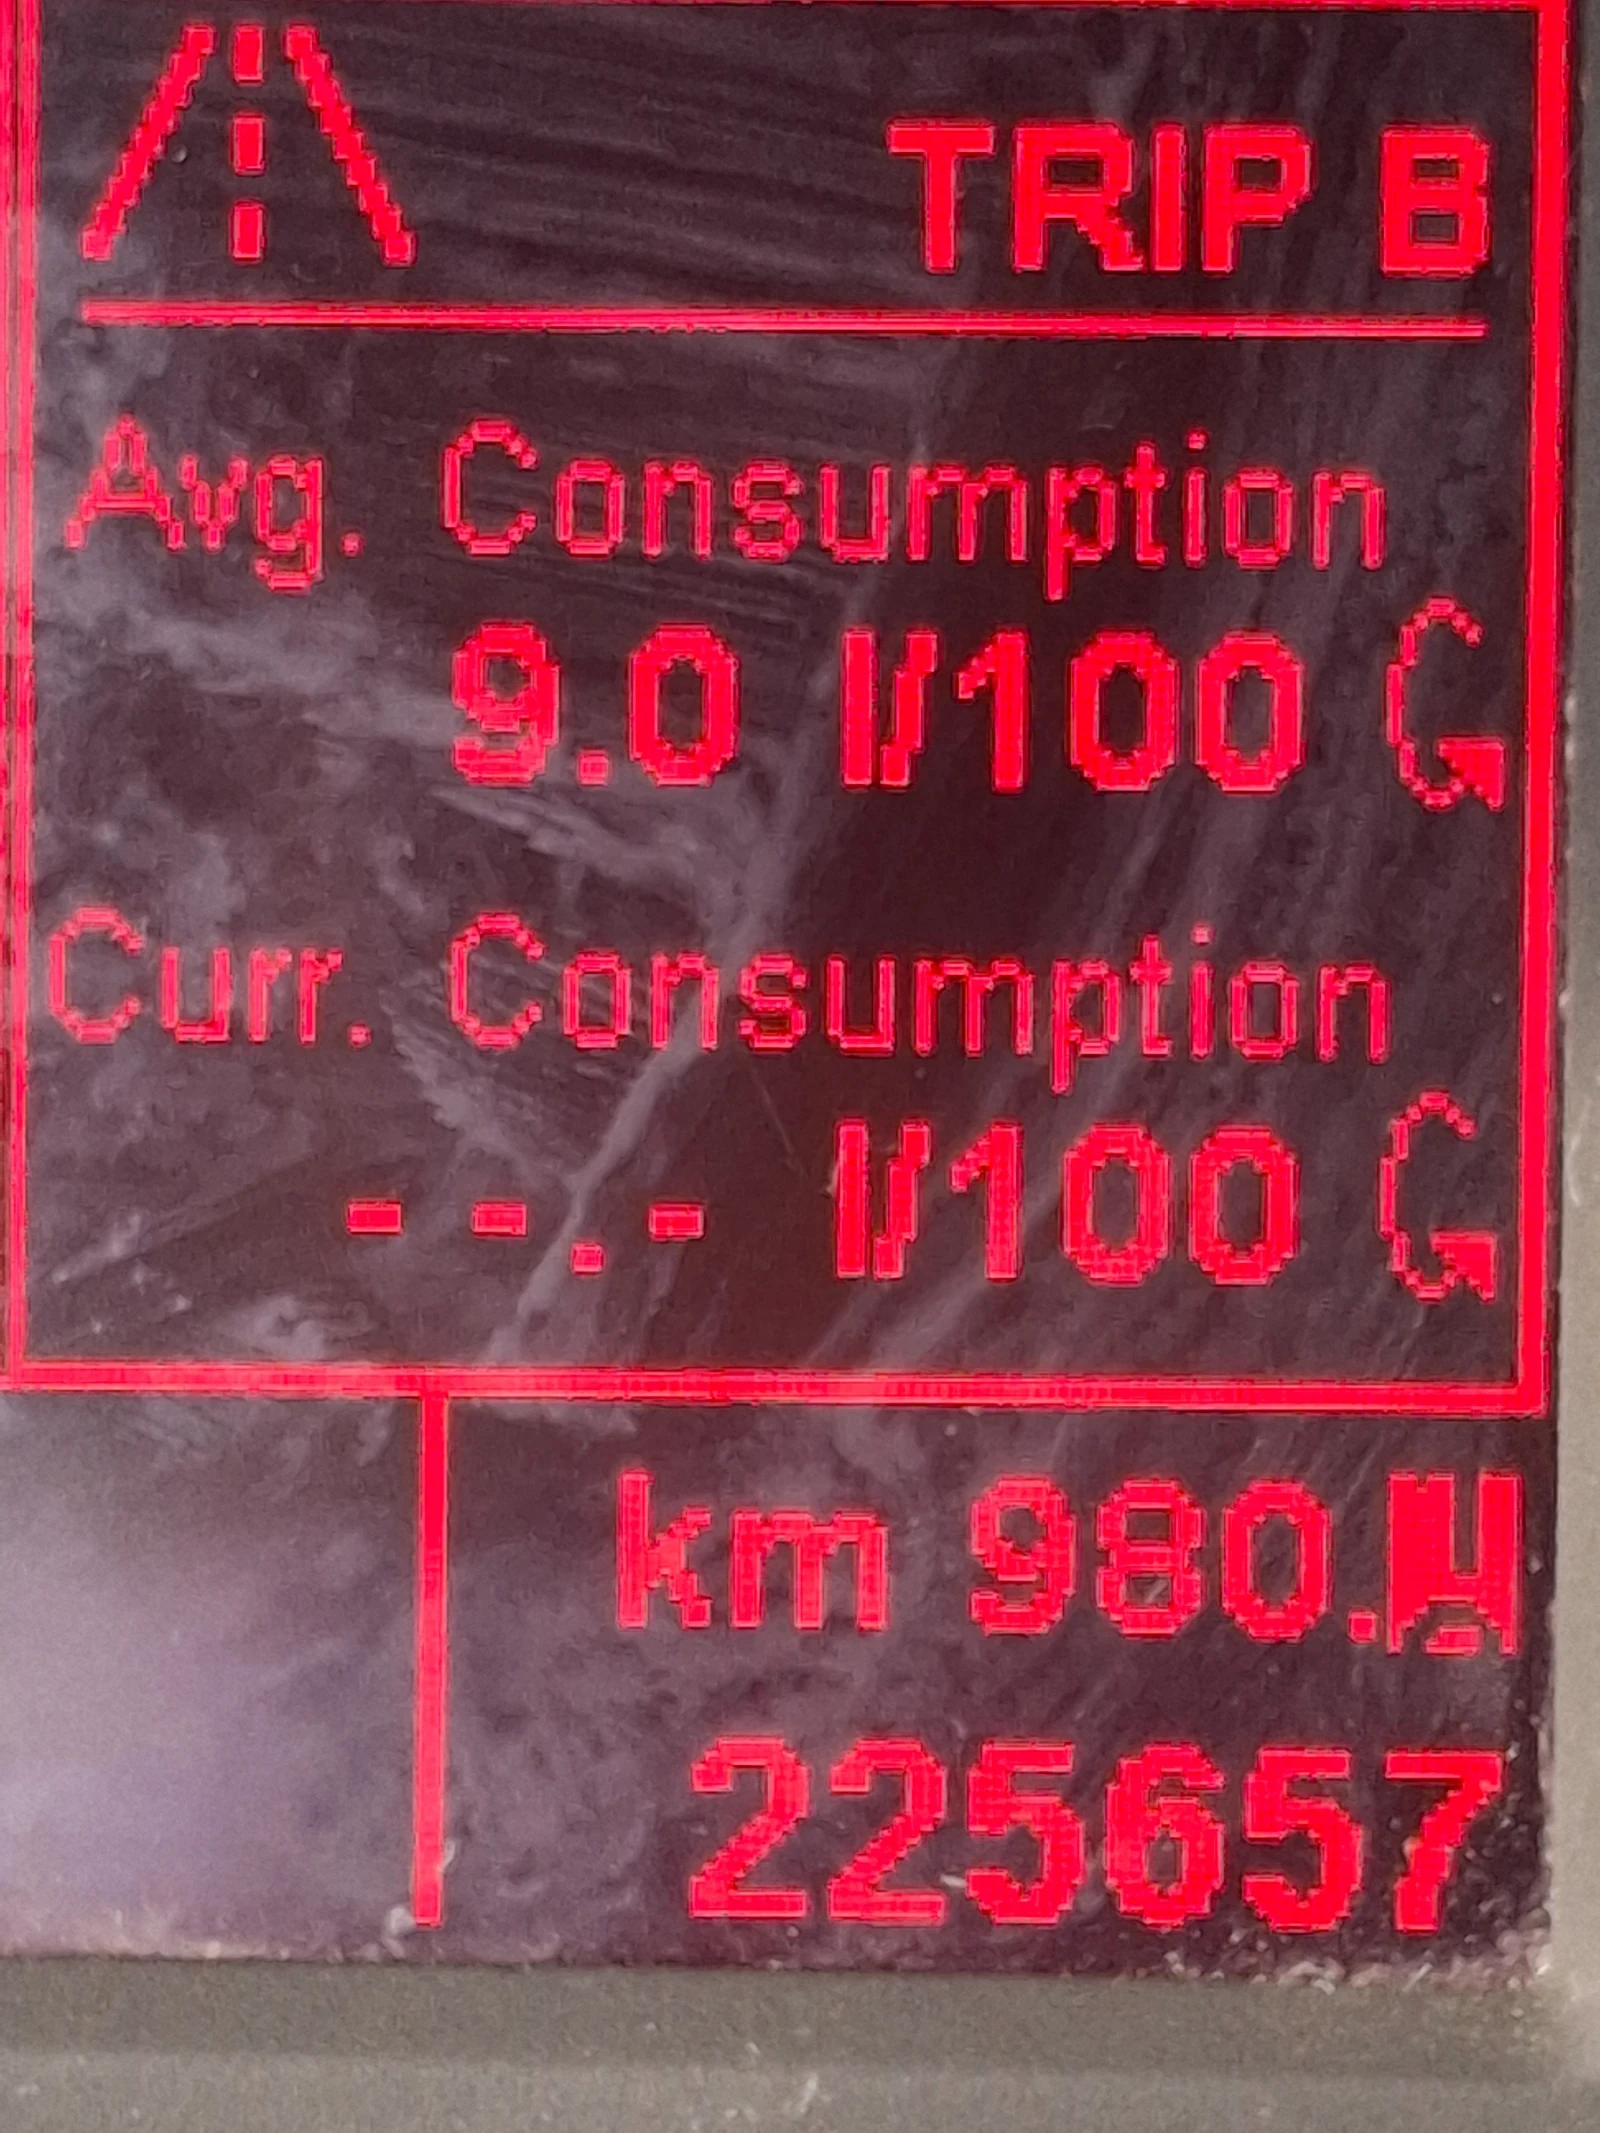 TRIP B
Avg. Consumption
9.0 l/100
Curr. Consumption
--.- l/100
km 980.
225657